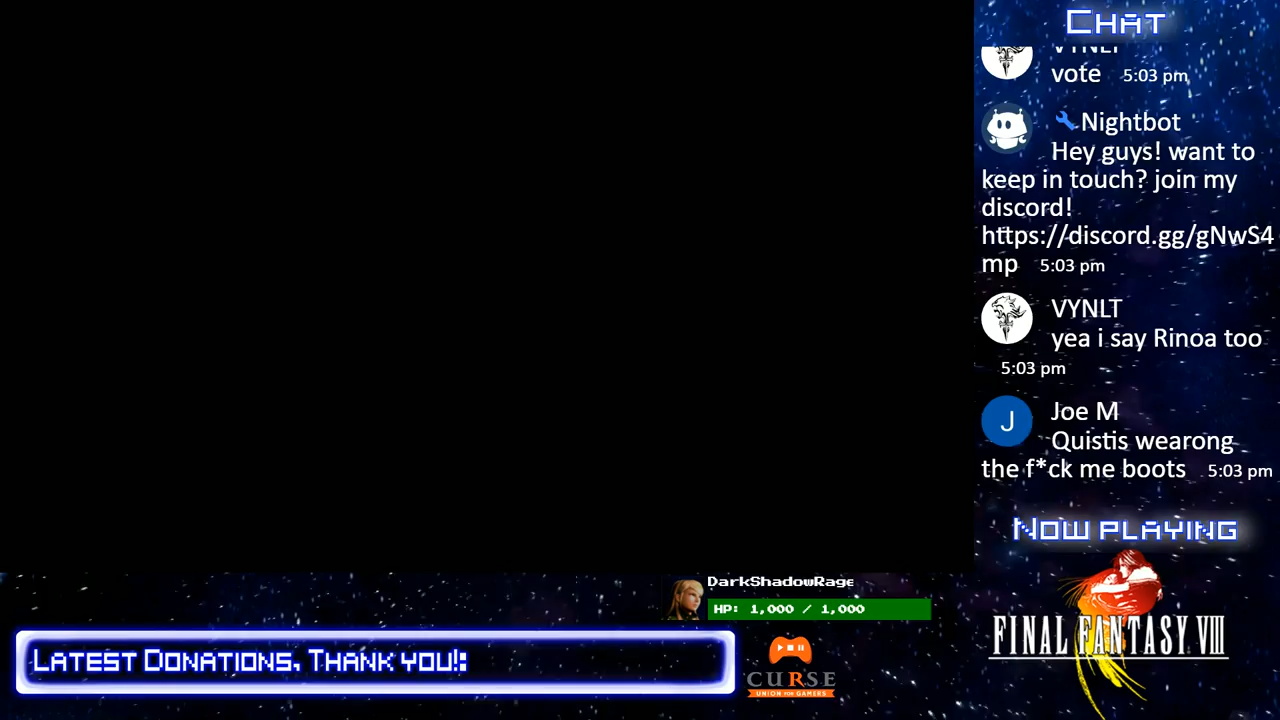 CHAT
VYNLT
vote 5:03 pm
Nightbot
Hey guys! want to
keep in touch? join my
discord!
https://discord.gg/gNwS4
mp 5:03 pm
VYNLT
yea i say Rinoa too
5:03 pm
J
Joe M
Quistis wearong
the f*ck me boots 5:03 pm
NOW PLAYING
FINAL FANTASY VIII
DarkShadowRage
HP: 1,000 / 1,000
LATEST DONATIONS, THANK YOU!:
CURSE
UNION FOR GAMERS